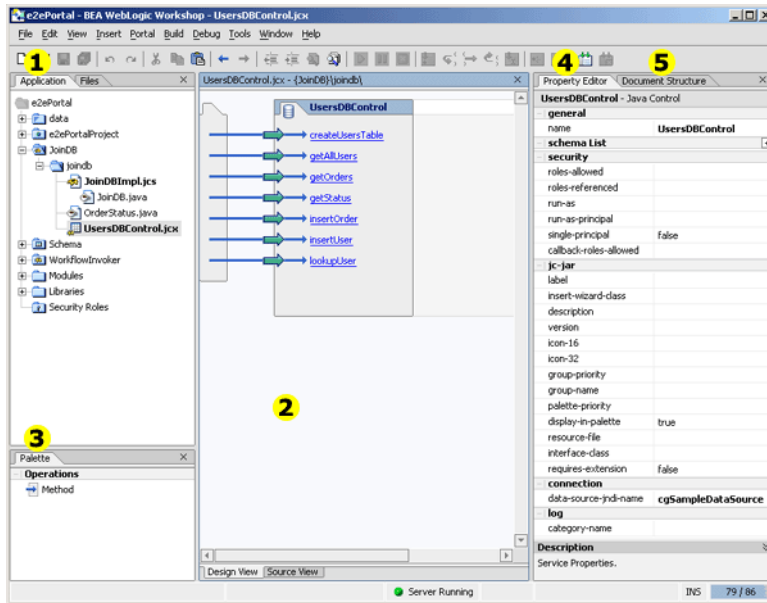 e2ePortal - BEA WebLogic Workshop - UsersDBControl.jcx
File Edit View Insert Portal Build Debug Tools Window Help
1
4
5
Application Files
UsersDBControl.jcx - {JoinDB}\joindb\
Property Editor Document Structure
e2ePortal
data
e2ePortalProject
JoinDB
joindb
JoinDBImpl.jcs
JoinDB.java
OrderStatus.java
UsersDBControl.jcx
Schema
WorkflowInvoker
Modules
Libraries
Security Roles
3
Palette
Operations
Method
UsersDBControl
createUsersTable
getAllUsers
getOrders
getStatus
insertOrder
insertUser
lookupUser
2
Design View Source View
UsersDBControl - Java Control
general
name UsersDBControl
schema List
security
roles-allowed
roles-referenced
run-as
run-as-principal
single-principal false
callback-roles-allowed
jc-jar
label
insert-wizard-class
description
version
icon-16
icon-32
group-priority
group-name
palette-priority
display-in-palette true
resource-file
interface-class
requires-extension false
connection
data-source-jndi-name cgSampleDataSource
log
category-name
Description
Service Properties.
Server Running
INS 79 / 86